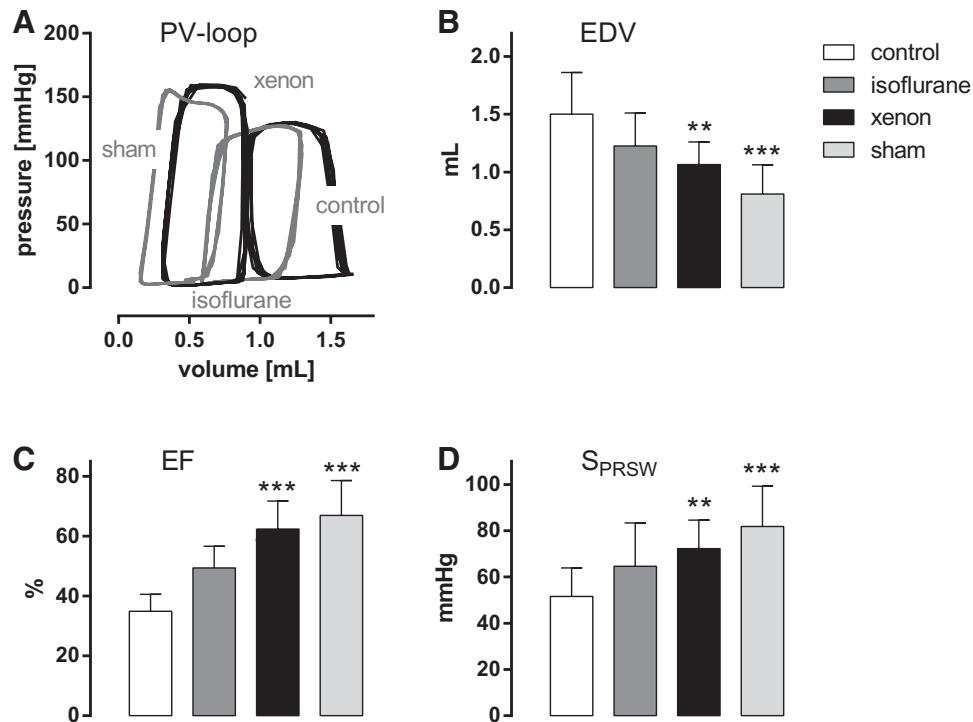 A
PV-loop
pressure [mmHg]
200
150
100
50
0
xenon
sham
control
isoflurane
0.0 0.5 1.0 1.5
volume [mL]
B
EDV
mL
2.0
1.5
1.0
0.5
0.0
**
***
control
isoflurane
xenon
sham
C
EF
%
80
60
40
20
0
***
***
D
SPRSW
mmHg
100
80
60
40
20
0
**
***